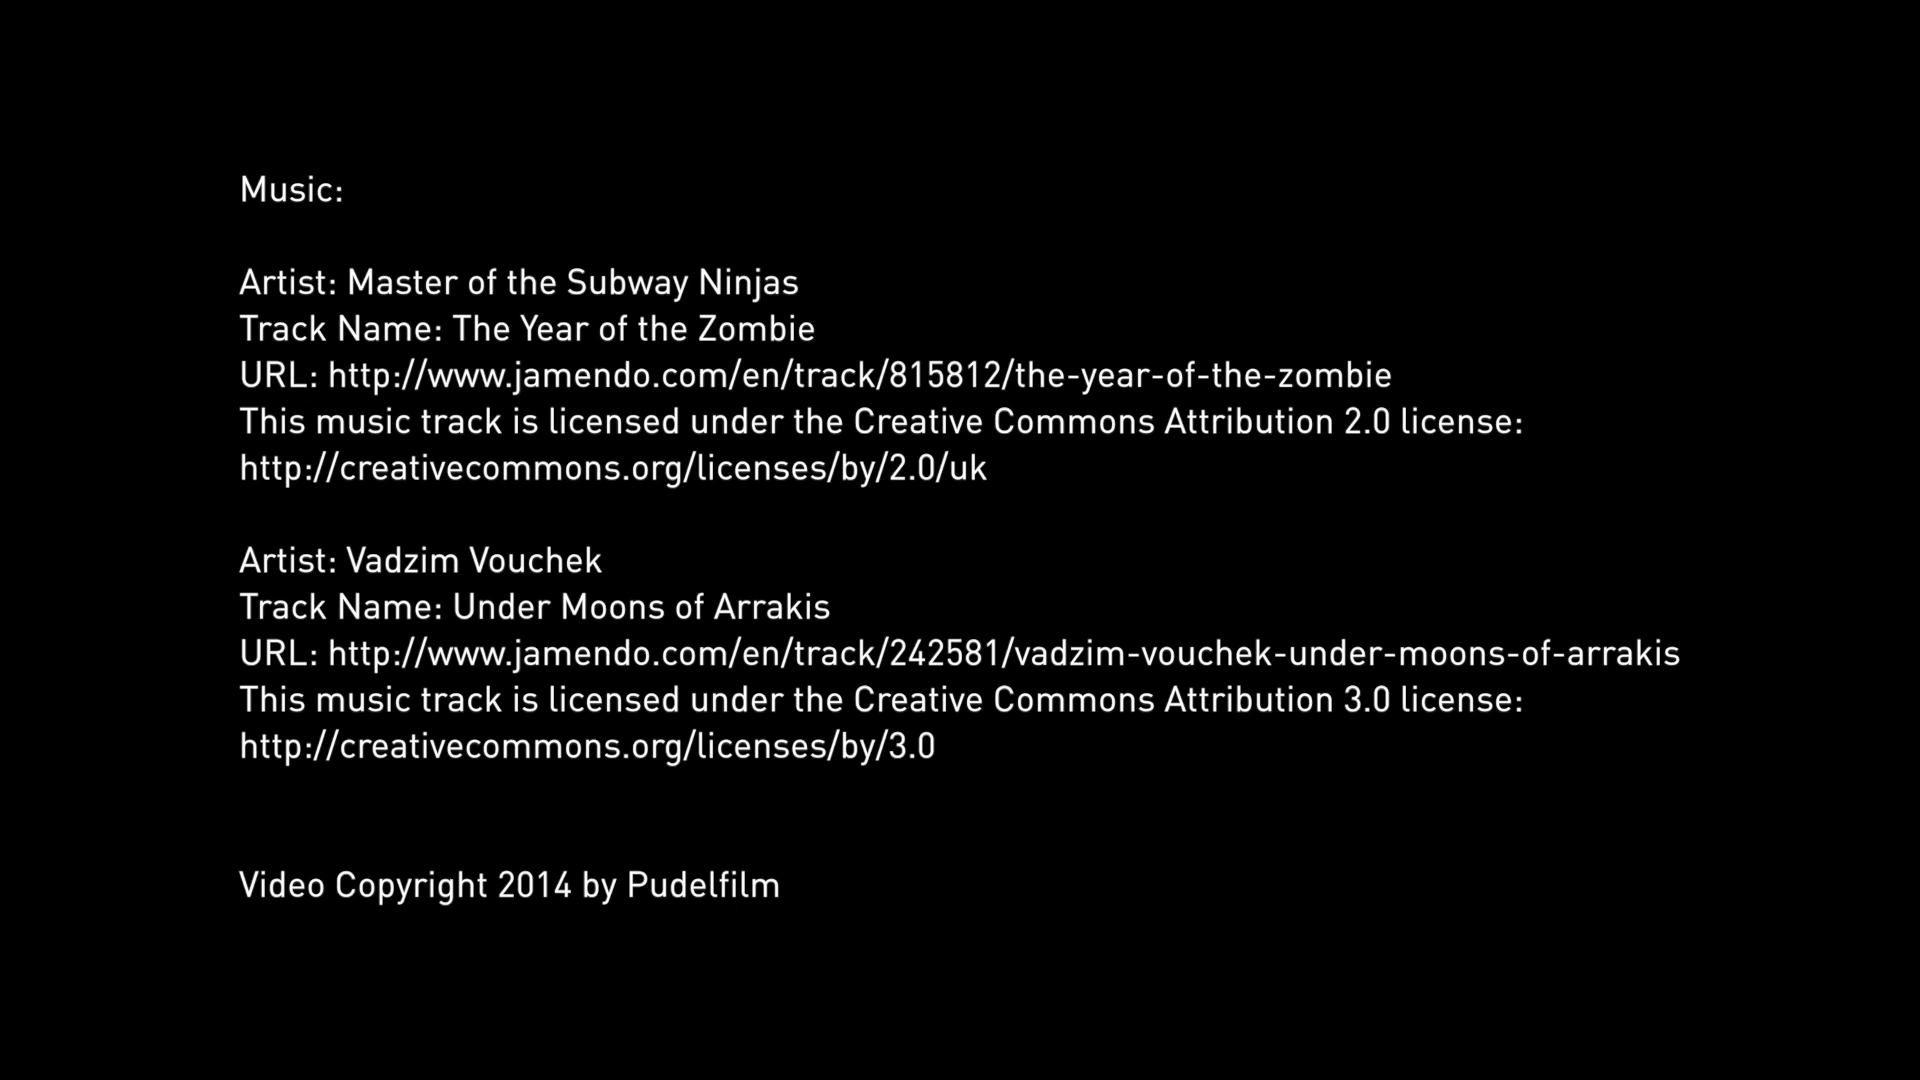 Music:
Artist: Master of the Subway Ninjas
Track Name: The Year of the Zombie
URL: http://www.jamendo.com/en/track/815812/the-year-of-the-zombie
This music track is licensed under the Creative Commons Attribution 2.0 license:
http://creativecommons.org/licenses/by/2.0/uk
Artist: Vadzim Vouchek
Track Name: Under Moons of Arrakis
URL: http://www.jamendo.com/en/track/242581/vadzim-vouchek-under-moons-of-arrakis
This music track is licensed under the Creative Commons Attribution 3.0 license:
http://creativecommons.org/licenses/by/3.0
Video Copyright 2014 by Pudelfilm